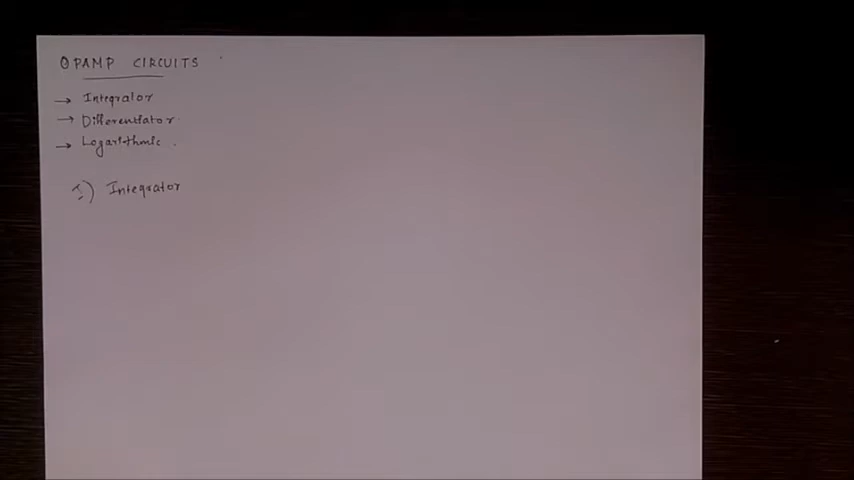 OPAMP CIRCUITS
→ Integrator
→ Differentiator
→ Logarithmic.
1) Integrator